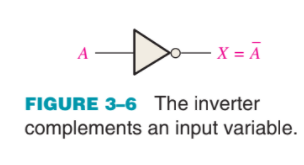 A X = A̅
FIGURE 3–6 The inverter
complements an input variable.